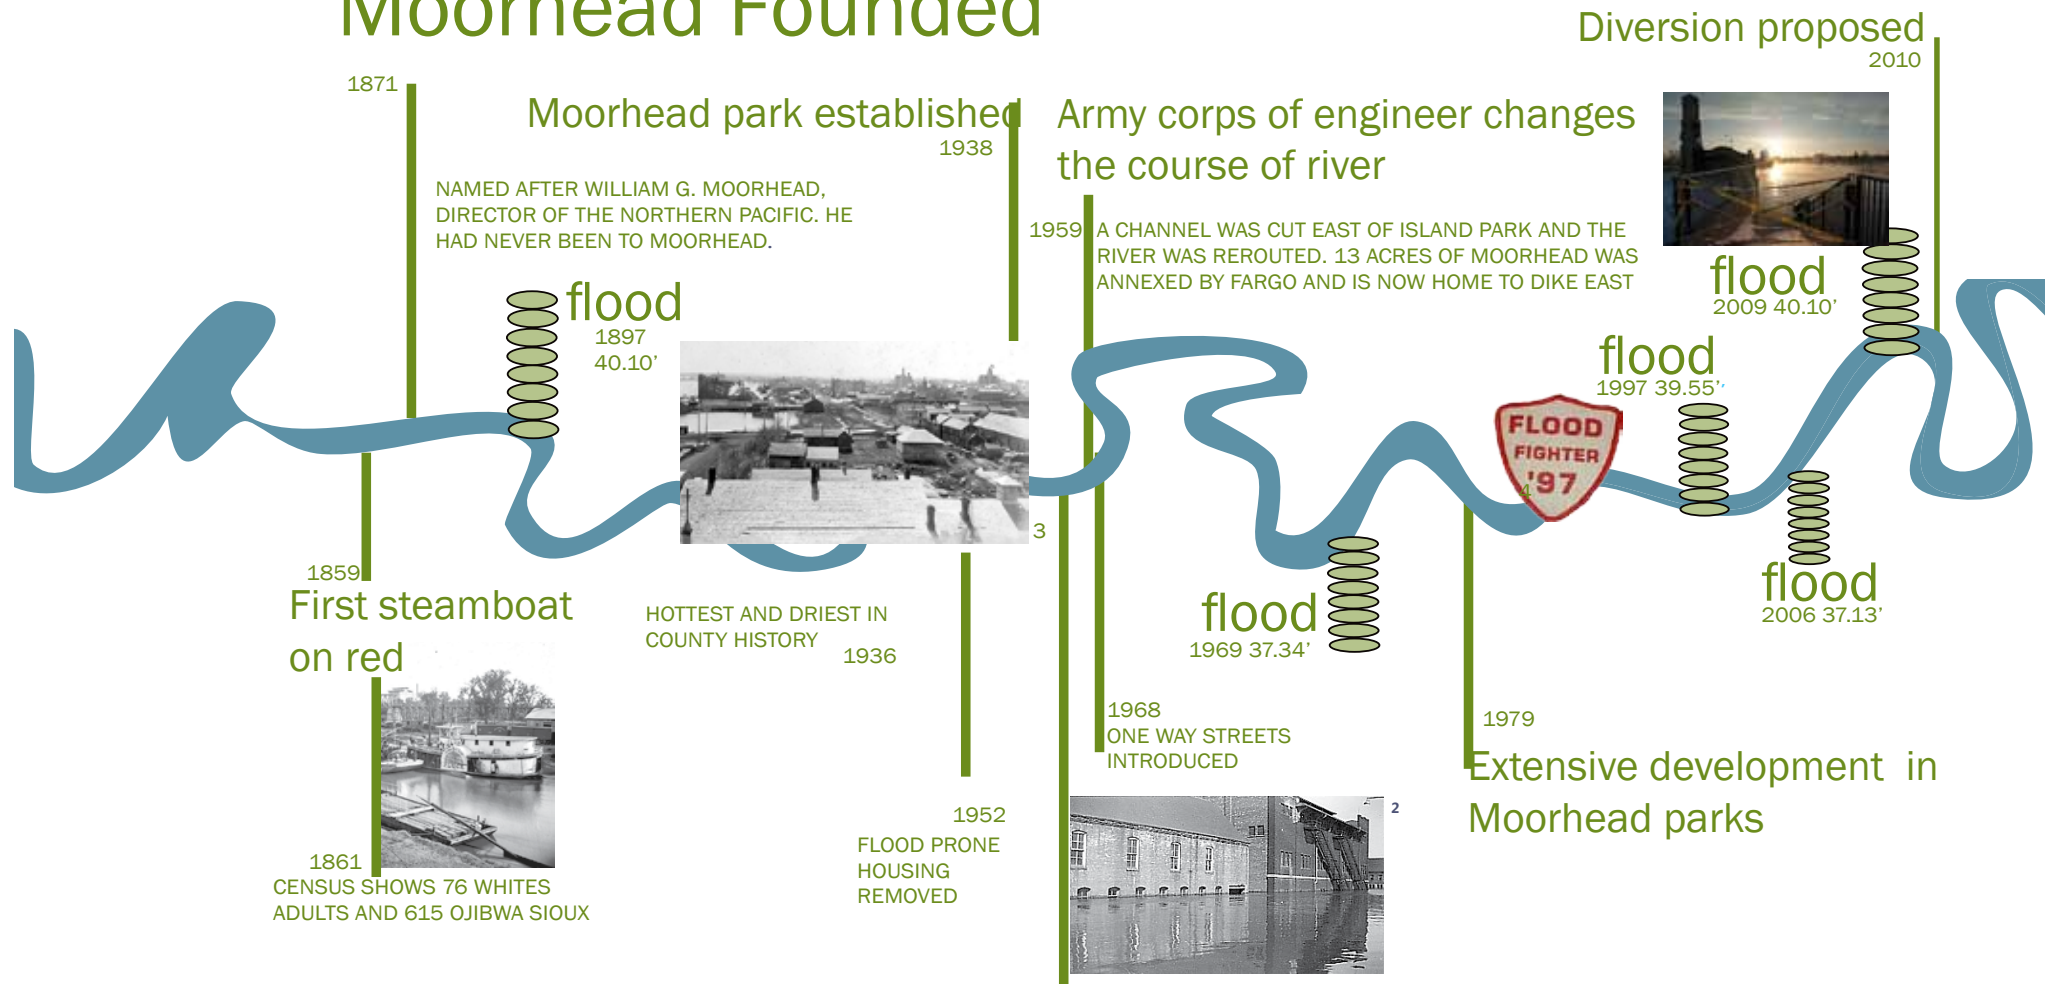 Moorhead Founded
1871
NAMED AFTER WILLIAM G. MOORHEAD,
DIRECTOR OF THE NORTHERN PACIFIC. HE
HAD NEVER BEEN TO MOORHEAD.
Moorhead park established
1938
Army corps of engineer changes
the course of river
1959
A CHANNEL WAS CUT EAST OF ISLAND PARK AND THE
RIVER WAS REROUTED. 13 ACRES OF MOORHEAD WAS
ANNEXED BY FARGO AND IS NOW HOME TO DIKE EAST
Diversion proposed
2010
flood
2009 40.10’
flood
1997 39.55’’
flood
1897
40.10’
FLOOD
FIGHTER
'97
4
3
1859
First steamboat
on red
1861
CENSUS SHOWS 76 WHITES
ADULTS AND 615 OJIBWA SIOUX
HOTTEST AND DRIEST IN
COUNTY HISTORY
1936
1952
FLOOD PRONE
HOUSING
REMOVED
1968
ONE WAY STREETS
INTRODUCED
2
flood
1969 37.34’
1979
Extensive development  in
Moorhead parks
flood
2006 37.13’